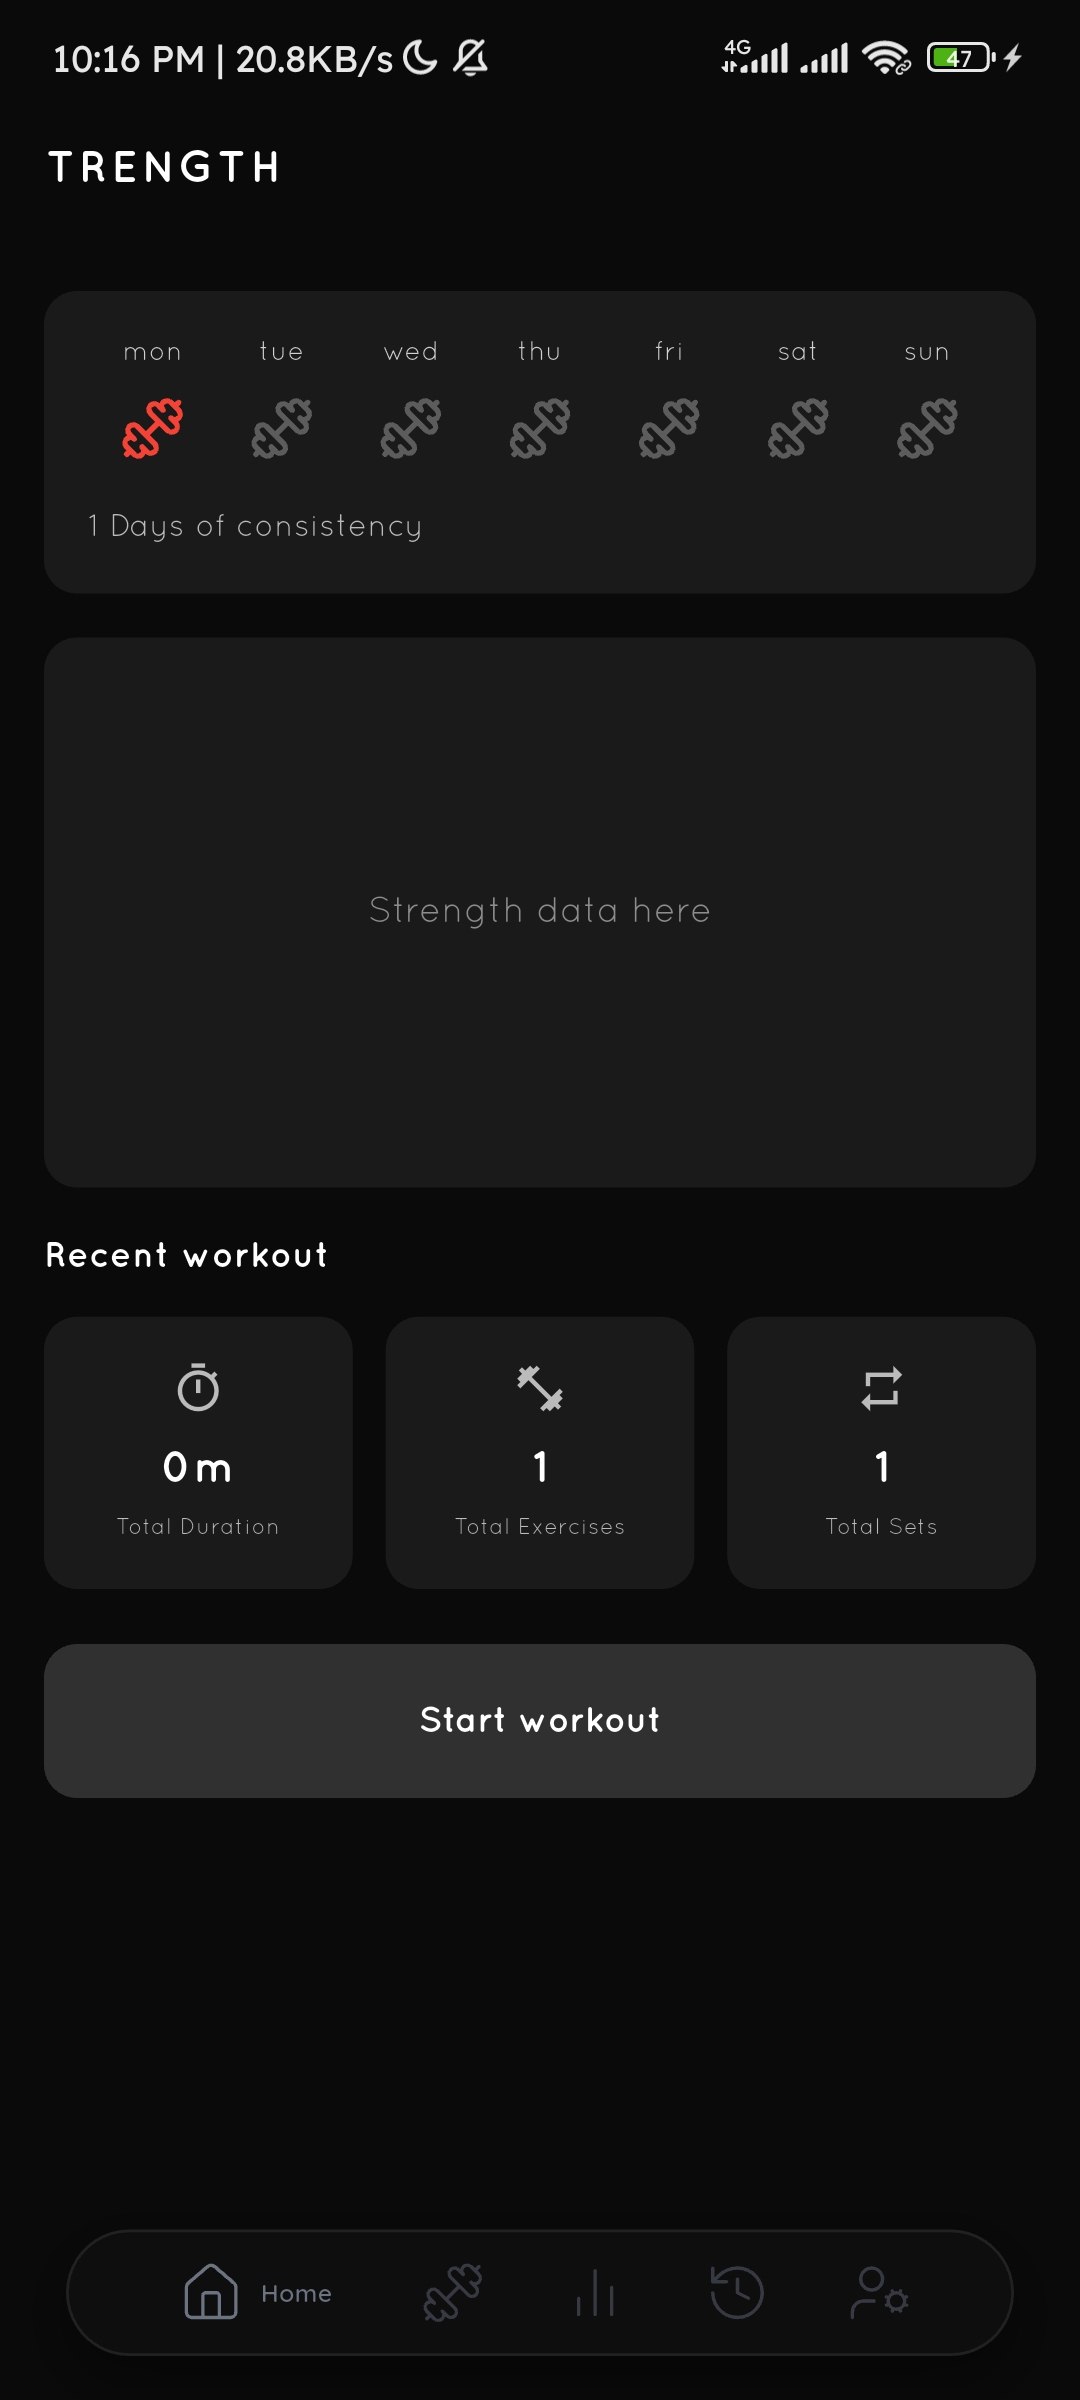 10:16 PM | 20.8KB/s 4G 47
TRENGTH
mon tue wed thu fri sat sun
1 Days of consistency
Strength data here
Recent workout
0m 1 1
Total Duration Total Exercises Total Sets
Start workout
Home